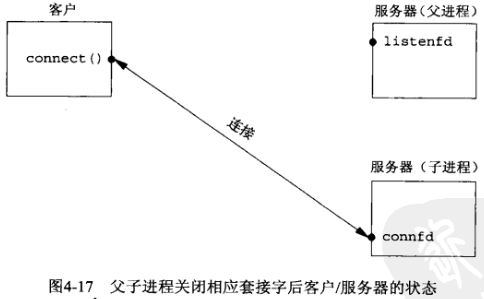 客户
connect()
服务器(父进程)
listenfd
连接
服务器（子进程）
connfd
图4-17 父子进程关闭相应套接字后客户/服务器的状态